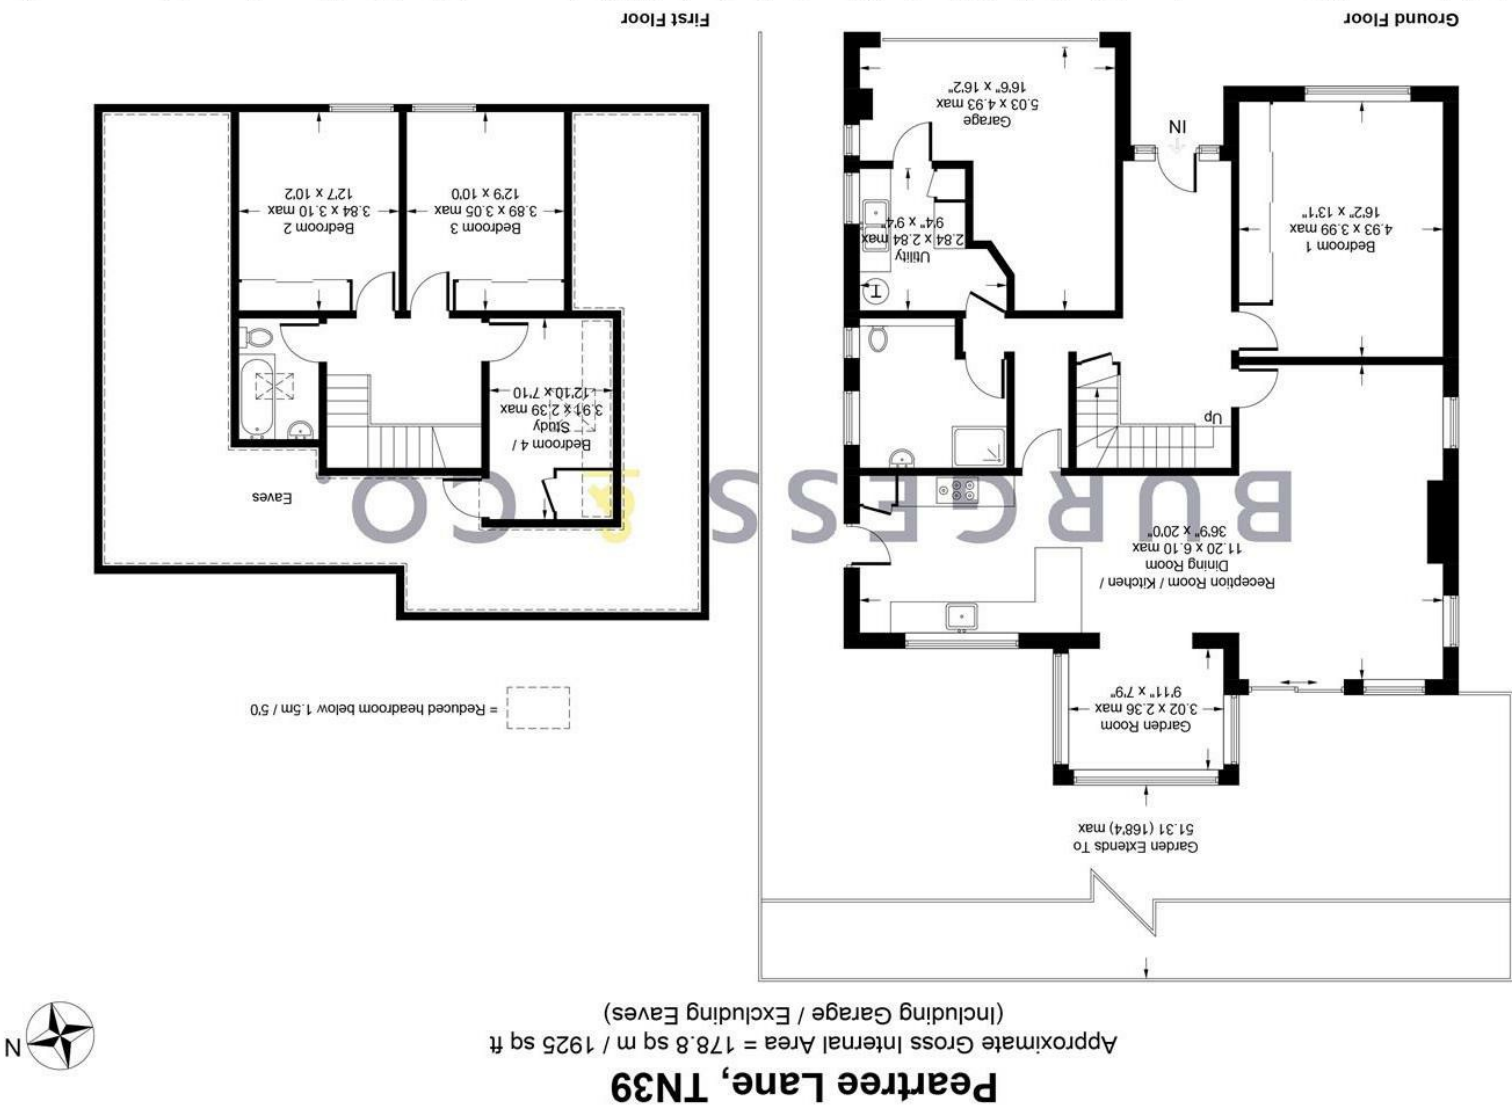 Peartree Lane, TN39
Approximate Gross Internal Area = 178.8 sq m / 1925 sq ft
(Including Garage / Excluding Eaves)
N
Garden Extends To
51.31 (168'4) max
Garden Room
3.02 x 2.36 max
9'11" x 7'9"
Reception Room / Kitchen /
Dining Room
11.20 x 6.10 max
36'9" x 20'0"
BURGESS & CO.
Up
Bedroom 1
4.93 x 3.99 max
16'2" x 13'1"
Utility
2.84 x 2.84 max
9'4" x 9'4"
T
Garage
5.03 x 4.93 max
16'6" x 16'2"
IN
Ground Floor
= Reduced headroom below 1.5m / 5'0
Eaves
Bedroom 4 /
Study
3.91 x 2.39 max
12'10 x 7'10
Bedroom 3
3.89 x 3.05 max
12'9 x 10'0
Bedroom 2
3.84 x 3.10 max
12'7 x 10'2
First Floor